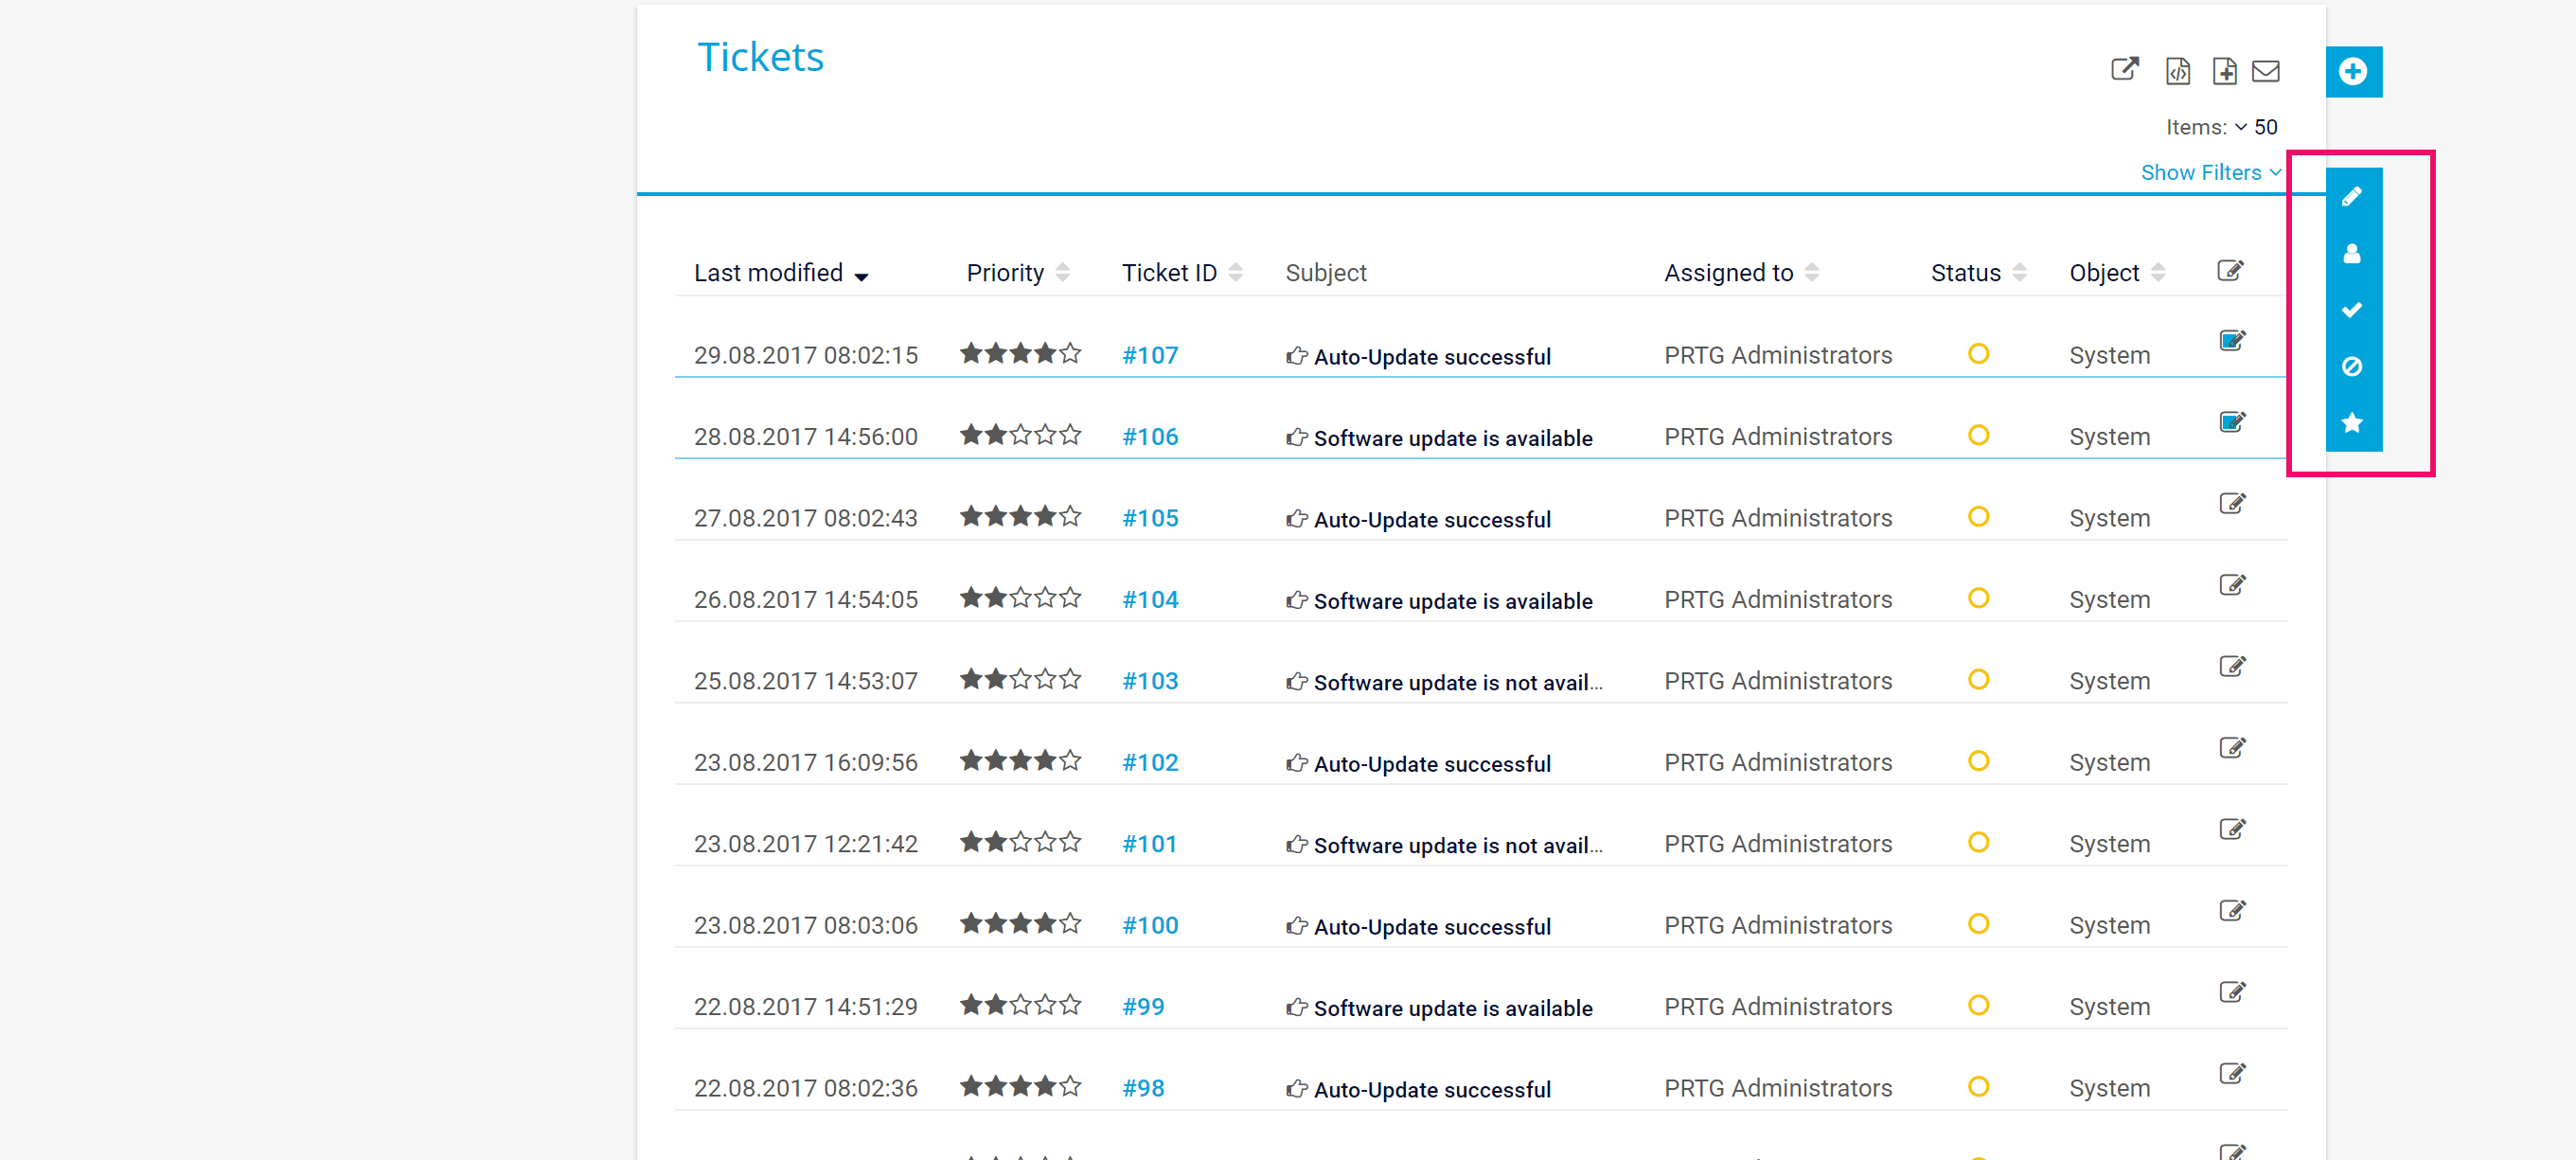 Tickets
Items: 50
Show Filters
Last modified Priority Ticket ID Subject Assigned to Status Object
29.08.2017 08:02:15 #107 Auto-Update successful PRTG Administrators System
28.08.2017 14:56:00 #106 Software update is available PRTG Administrators System
27.08.2017 08:02:43 #105 Auto-Update successful PRTG Administrators System
26.08.2017 14:54:05 #104 Software update is available PRTG Administrators System
25.08.2017 14:53:07 #103 Software update is not avail... PRTG Administrators System
23.08.2017 16:09:56 #102 Auto-Update successful PRTG Administrators System
23.08.2017 12:21:42 #101 Software update is not avail... PRTG Administrators System
23.08.2017 08:03:06 #100 Auto-Update successful PRTG Administrators System
22.08.2017 14:51:29 #99 Software update is available PRTG Administrators System
22.08.2017 08:02:36 #98 Auto-Update successful PRTG Administrators System